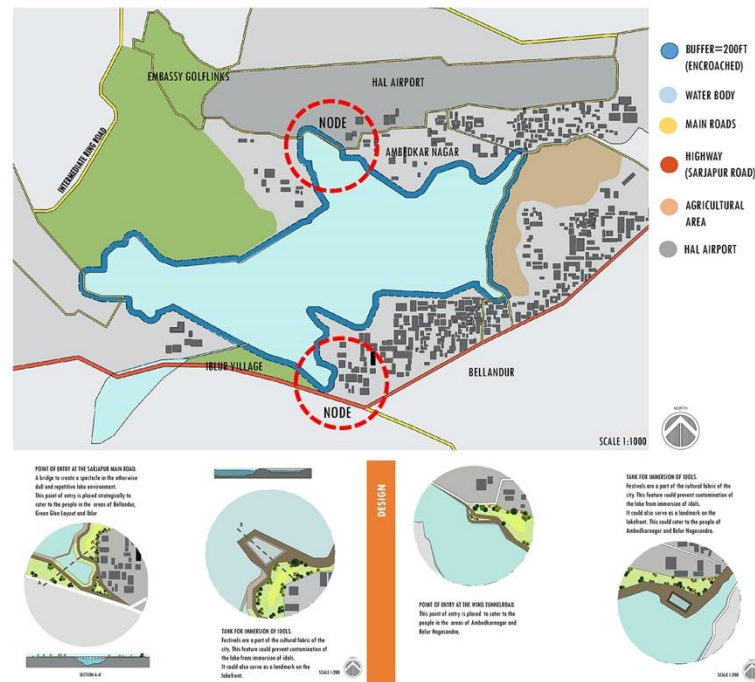 EMBASSY GOLFLINKS
HAL AIRPORT
INTERMEDIATE RING ROAD
NODE
AMBEDKAR NAGAR
IBLUR VILLAGE
NODE
BELLANDUR
SCALE 1:1000
BUFFER=200FT
(ENCROACHED)
WATER BODY
MAIN ROADS
HIGHWAY
(SARJAPUR ROAD)
AGRICULTURAL
AREA
HAL AIRPORT
NORTH
POINT OF ENTRY AT THE SARJAPUR MAIN ROAD.
A bridge to create a spectacle in the otherwise
dull and repetitive lake environment.
This point of entry is placed strategically to
cater to the people in the areas of Bellandur,
Green Glen Layout and Iblur
TANK FOR IMMERSION OF IDOLS.
Festivals are a part of the cultural fabric of the
city. This feature could prevent contamination of
the lake from immersion of idols.
It could also serve as a landmark on the
lakefront.
DESIGN
POINT OF ENTRY AT THE WIND TUNNELROAD.
This point of entry is placed to cater to the
people in the areas of Ambedkarnagar and
Belur Nagasandra.
TANK FOR IMMERSION OF IDOLS.
Festivals are a part of the cultural fabric of the
city. This feature could prevent contamination of
the lake from immersion of idols.
It could also serve as a landmark on the
lakefront. This could cater to the people of
Ambedkarnagar and Belur Nagasandra.